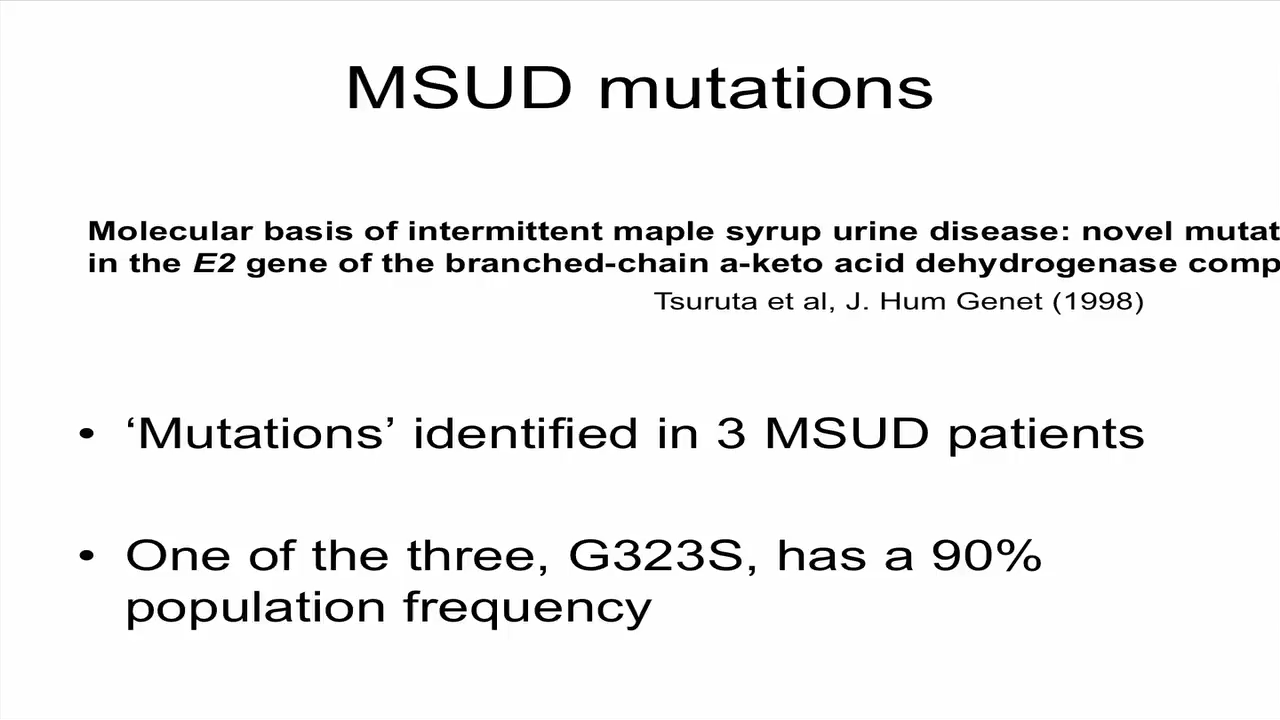 MSUD mutations
Molecular basis of intermittent maple syrup urine disease: novel mutat
in the E2 gene of the branched-chain a-keto acid dehydrogenase comp
Tsuruta et al, J. Hum Genet (1998)
• ‘Mutations’ identified in 3 MSUD patients
• One of the three, G323S, has a 90%
population frequency